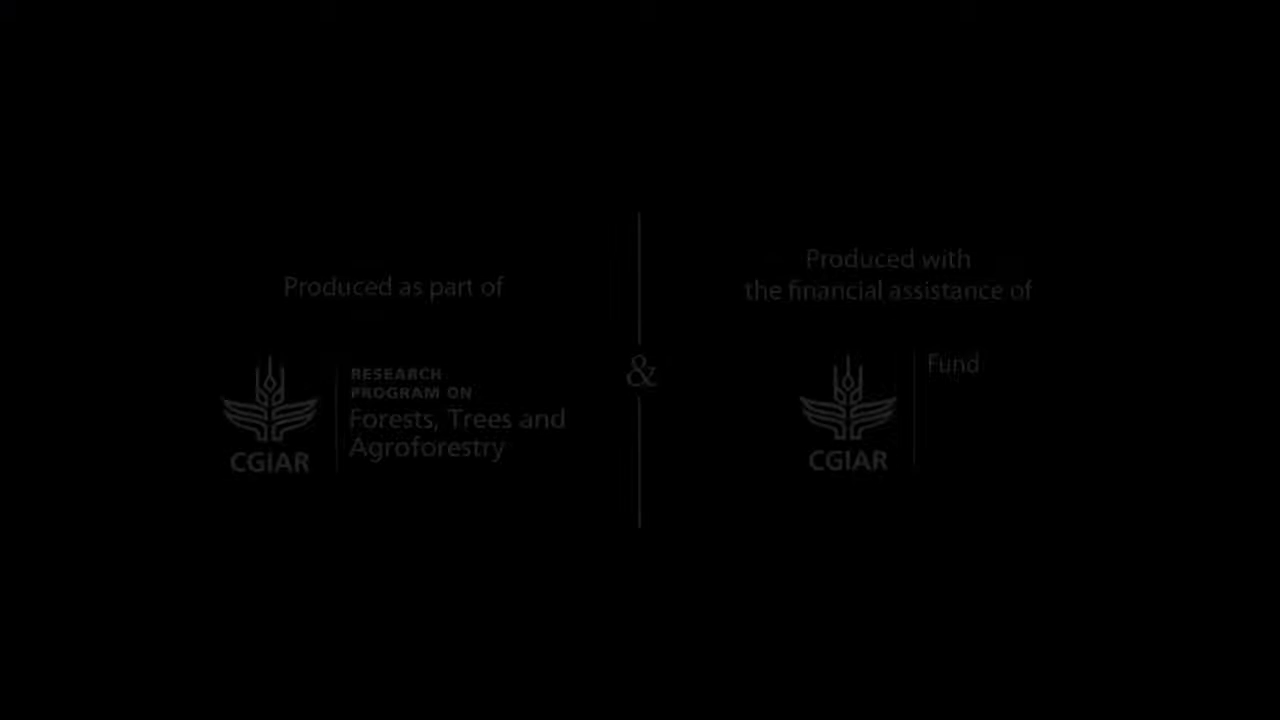 Produced as part of
CGIAR
RESEARCH
PROGRAM ON
Forests, Trees and
Agroforestry
&
Produced with
the financial assistance of
CGIAR
Fund